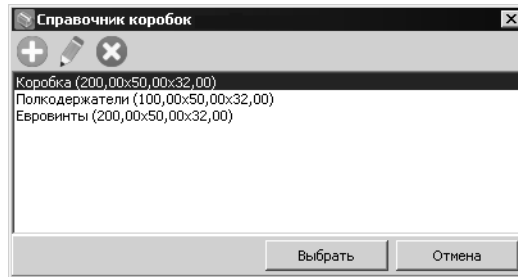 Справочник коробок
Коробка (200,00x50,00x32,00)
Полкодержатели (100,00x50,00x32,00)
Евровинты (200,00x50,00x32,00)
Выбрать Отмена